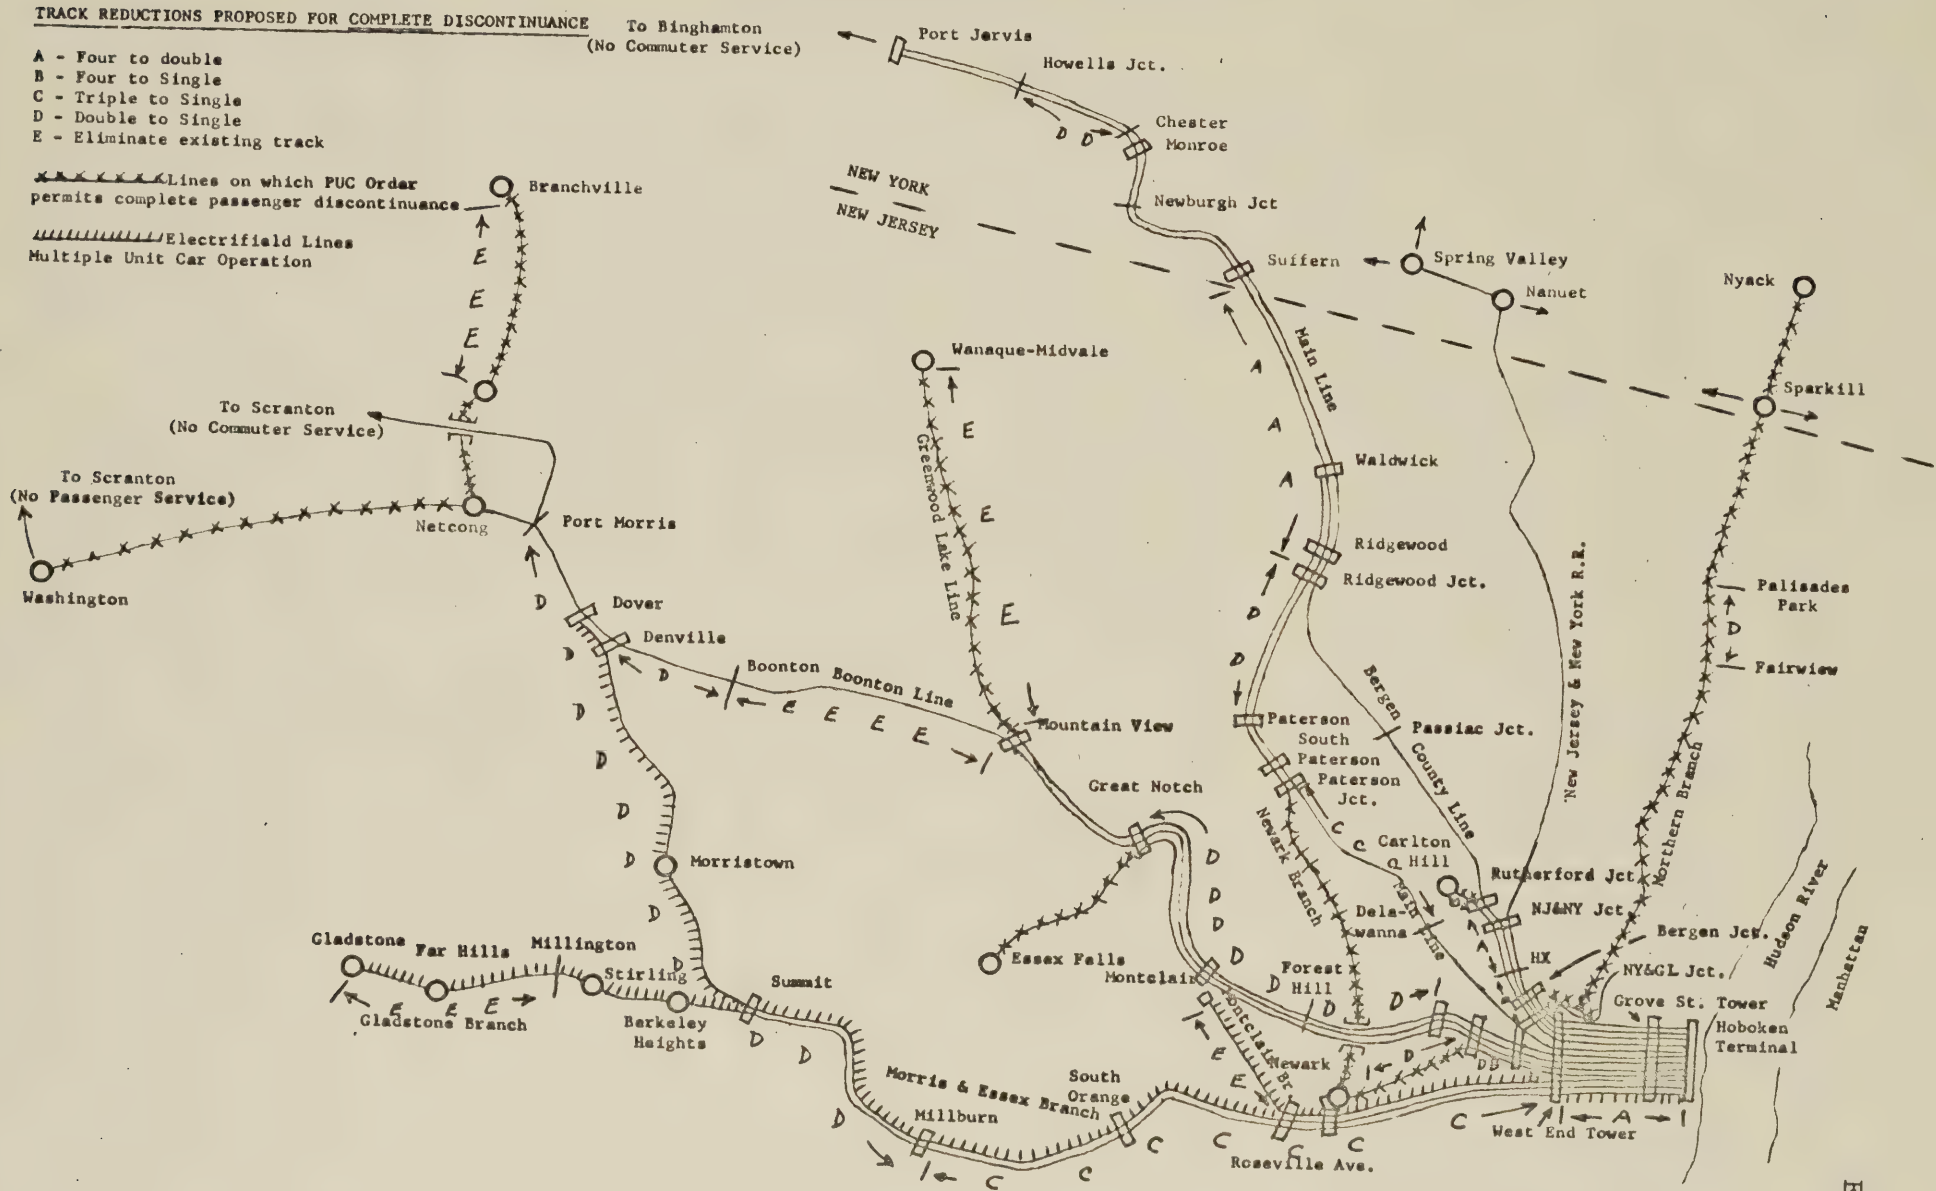 TRACK REDUCTIONS PROPOSED FOR COMPLETE DISCONTINUANCE
A - Four to double
B - Four to Single
C - Triple to Single
D - Double to Single
E - Eliminate existing track
Lines on which PUC Order
permits complete passenger discontinuance
Electrifield Lines
Multiple Unit Car Operation
To Binghamton
(No Commuter Service)
Port Jervis
Howells Jct.
D D
Chester
Monroe
NEW YORK
NEW JERSEY
Newburgh Jct
Suffern
Spring Valley
Nanuet
Nyack
Sparkill
Branchville
E
E
E
Wanaque-Midvale
Main Line
A
A
A
To Scranton
(No Commuter Service)
To Scranton
(No Passenger Service)
Netcong
Port Morris
Washington
E
Greenwood Lake Line
E
E
Waldwick
Ridgewood
Ridgewood Jct.
New Jersey & New York R.R.
Palisades
Park
D
Fairwiew
D
Dover
Denville
D
D
Boonton
Boonton Line
E E E E
Mountain View
D
D
Paterson
South
Paterson
Paterson
Jct.
Bergen
County Line
Passiac Jct.
Northern Branch
D
D
D
D
Morristown
D
D
Great Notch
D
D
D
D
D
D
Newark Branch
C
C
C
Carlton
Hill
Main Line
Dela-
wanna
Rutherford Jct.
NJ&NY Jct.
A
HX
Bergen Jct.
NY&GL Jct.
Grove St. Tower
Hoboken
Terminal
Hudson River
Manhattan
Gladstone
Far Hills
Millington
Stirling
E E E
Gladstone Branch
Berkeley
Heights
Summit
D
D
Essex Falls
Montclair
Forest
Hill
D
Montclair Br.
E
E
Newark
D
DD
Morris & Essex Branch
South
Orange
Millburn
D
C
C
C
C
C
C
C
Roseville Ave.
West End Tower
A